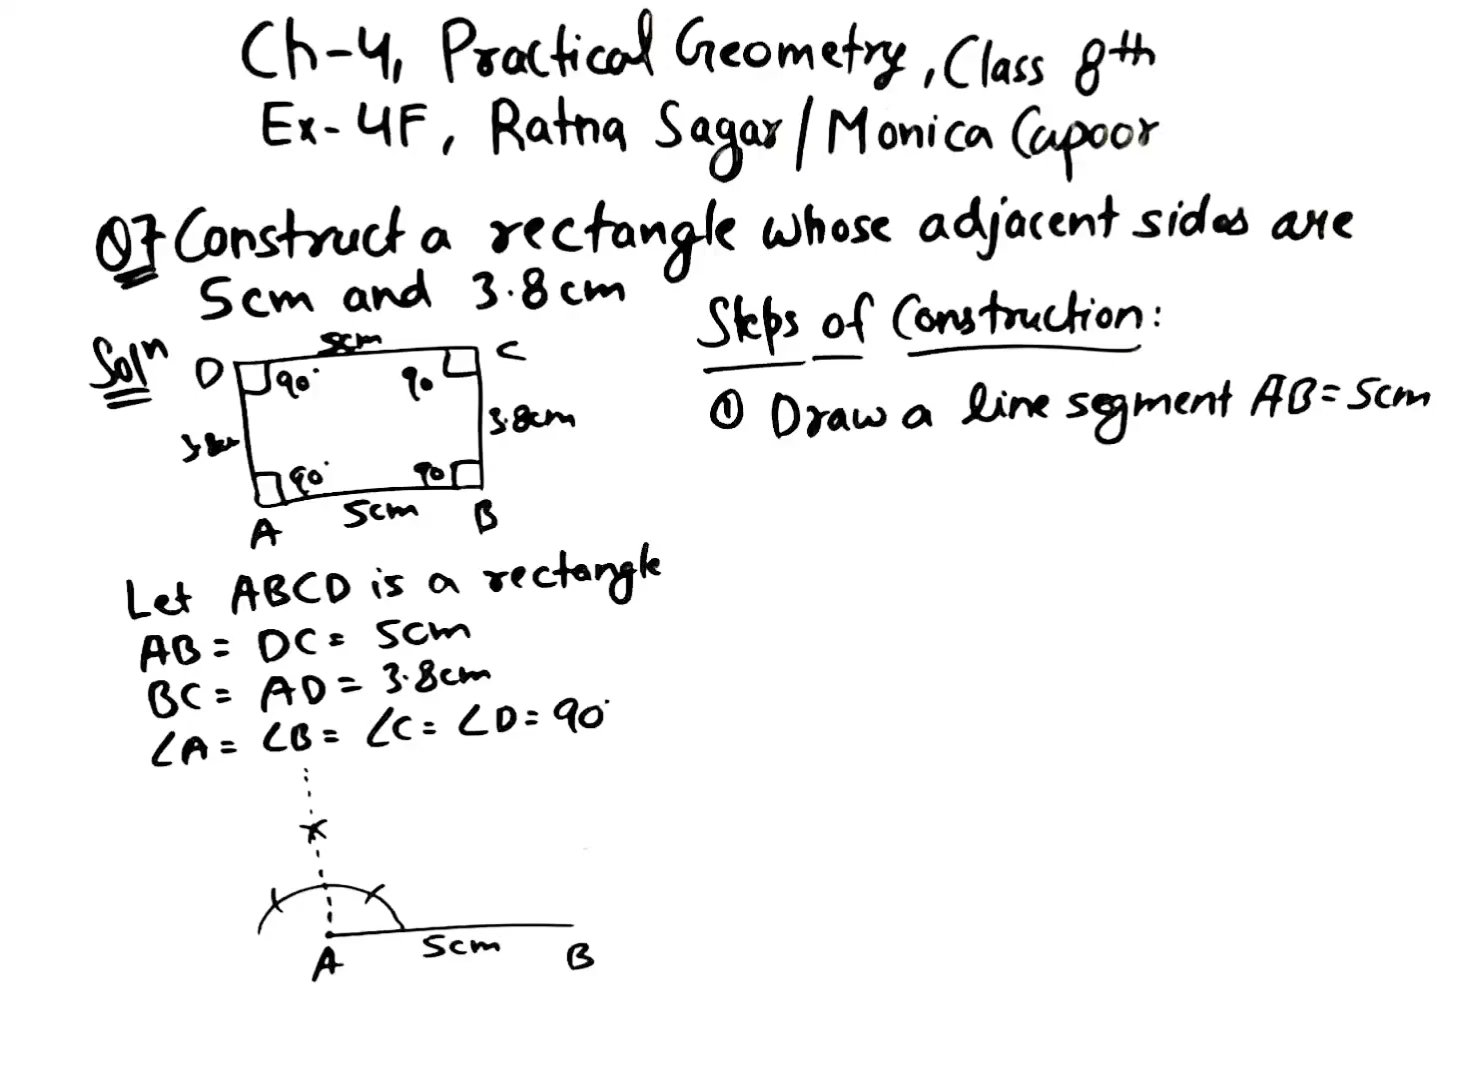 Ch-4, Practical Geometry, Class 8th
Ex-4F, Ratna Sagar / Monica Capoor
Q7 Construct a rectangle whose adjacent sides are
5cm and 3.8cm
Soln
Steps of Construction:
① Draw a line segment AB = 5cm
5cm
D C
90° 90
3.8cm
90° 90
A 5cm B
Let ABCD is a rectangle
AB = DC = 5cm
BC = AD = 3.8cm
∠A = ∠B = ∠C = ∠D = 90°
A 5cm B